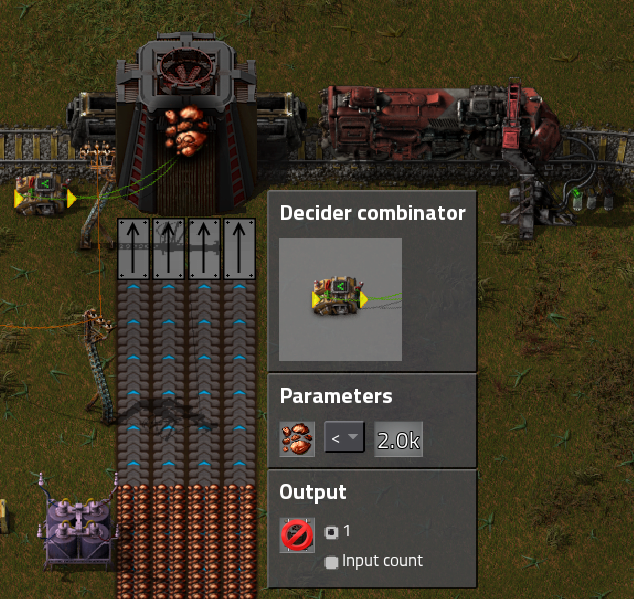 Decider combinator
Parameters
< 2.0k
Output
1
Input count